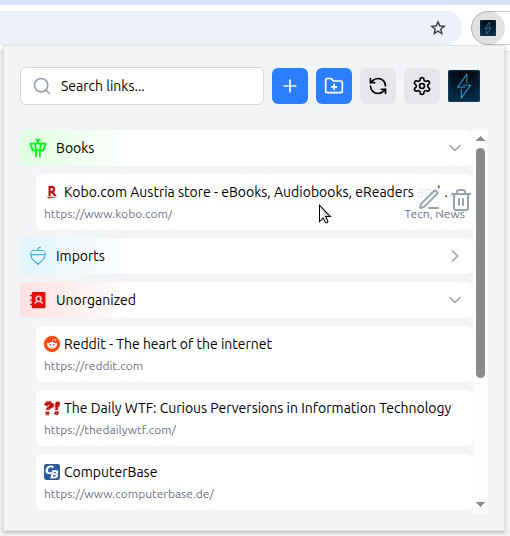 Search links...
Books
Kobo.com Austria store - eBooks, Audiobooks, eReaders
https://www.kobo.com/
Tech, News
Imports
Unorganized
Reddit - The heart of the internet
https://reddit.com
The Daily WTF: Curious Perversions in Information Technology
https://thedailywtf.com/
ComputerBase
https://www.computerbase.de/